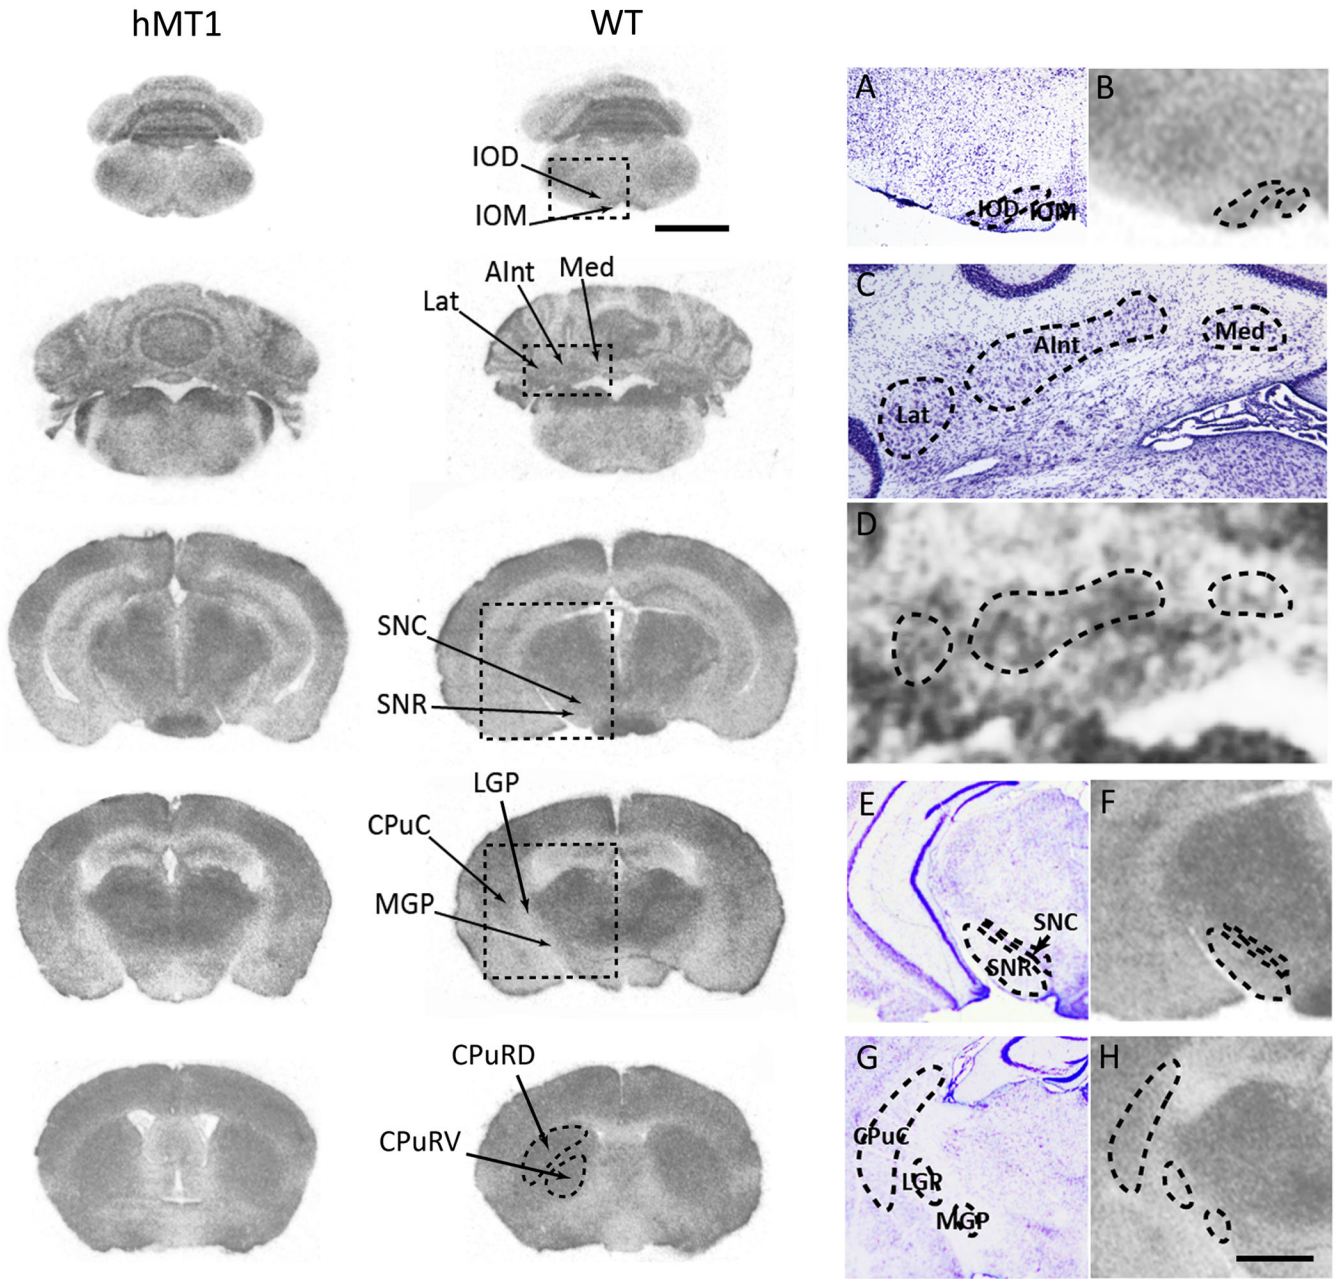 hMT1
WT
IOD
IOM
AInt
Med
Lat
SNC
SNR
LGP
CPuC
MGP
CPuRD
CPuRV
A
IOD
IOM
B
C
AInt
Med
Lat
D
E
SNC
SNR
F
G
CPuC
LGP
MGP
H